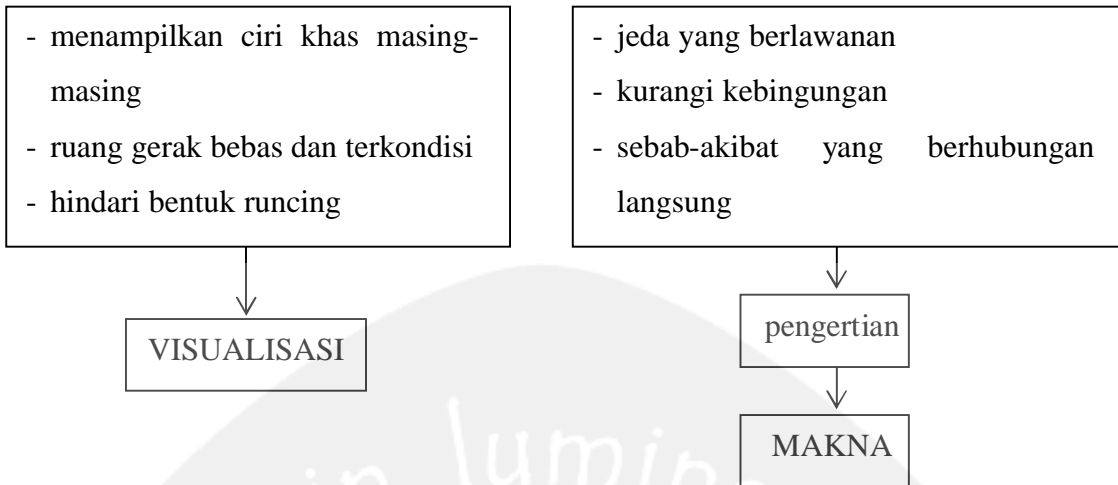 - menampilkan ciri khas masing-
masing
- ruang gerak bebas dan terkondisi
- hindari bentuk runcing
VISUALISASI
- jeda yang berlawanan
- kurangi kebingungan
- sebab-akibat yang berhubungan
langsung
pengertian
MAKNA
in